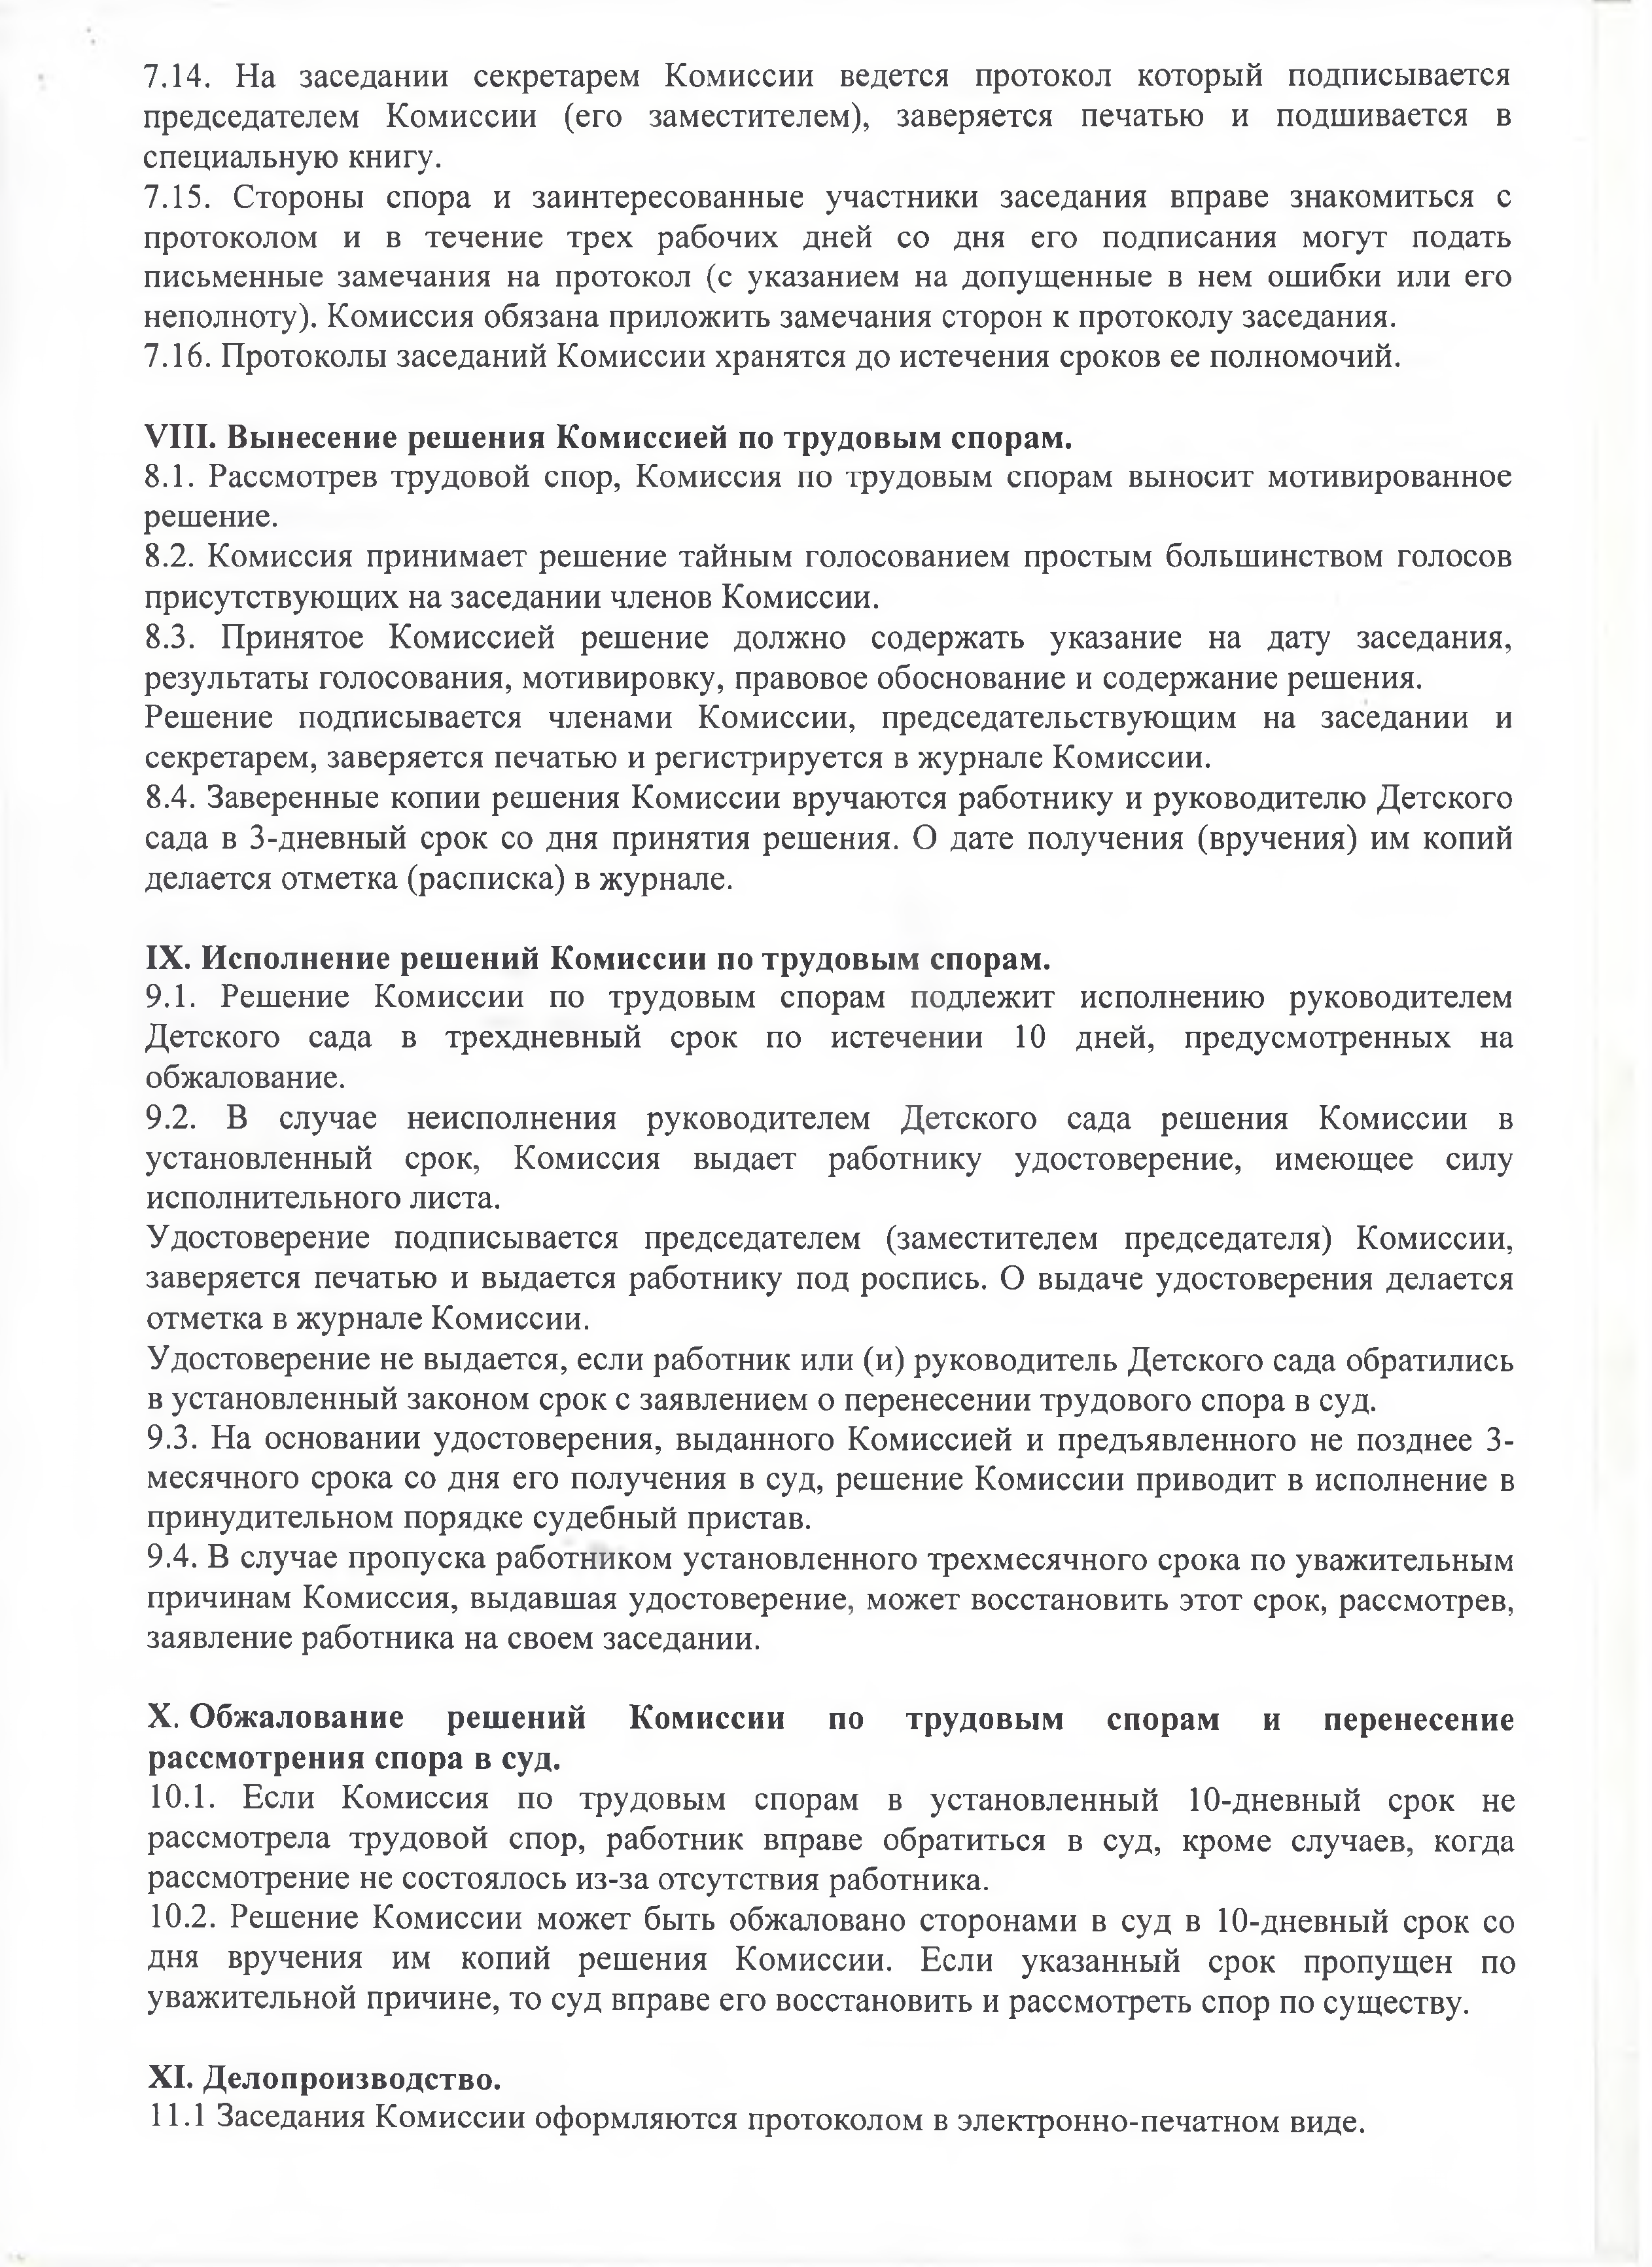 7.14. На заседании секретарем Комиссии ведется протокол который подписывается
председателем Комиссии (его заместителем), заверяется печатью и подшивается в
специальную книгу.
7.15. Стороны спора и заинтересованные участники заседания вправе знакомиться с
протоколом и в течение трех рабочих дней со дня его подписания могут подать
письменные замечания на протокол (с указанием на допущенные в нем ошибки или его
неполноту). Комиссия обязана приложить замечания сторон к протоколу заседания.
7.16. Протоколы заседаний Комиссии хранятся до истечения сроков ее полномочий.
VIII. Вынесение решения Комиссией по трудовым спорам.
8.1. Рассмотрев трудовой спор, Комиссия по трудовым спорам выносит мотивированное
решение.
8.2. Комиссия принимает решение тайным голосованием простым большинством голосов
присутствующих на заседании членов Комиссии.
8.3. Принятое Комиссией решение должно содержать указание на дату заседания,
результаты голосования, мотивировку, правовое обоснование и содержание решения.
Решение подписывается членами Комиссии, председательствующим на заседании и
секретарем, заверяется печатью и регистрируется в журнале Комиссии.
8.4. Заверенные копии решения Комиссии вручаются работнику и руководителю Детского
сада в 3-дневный срок со дня принятия решения. О дате получения (вручения) им копий
делается отметка (расписка) в журнале.
IX. Исполнение решений Комиссии по трудовым спорам.
9.1. Решение Комиссии по трудовым спорам подлежит исполнению руководителем
Детского сада в трехдневный срок по истечении 10 дней, предусмотренных на
обжалование.
9.2. В случае неисполнения руководителем Детского сада решения Комиссии в
установленный срок, Комиссия выдает работнику удостоверение, имеющее силу
исполнительного листа.
Удостоверение подписывается председателем (заместителем председателя) Комиссии,
заверяется печатью и выдается работнику под роспись. О выдаче удостоверения делается
отметка в журнале Комиссии.
Удостоверение не выдается, если работник или (и) руководитель Детского сада обратились
в установленный законом срок с заявлением о перенесении трудового спора в суд.
9.3. На основании удостоверения, выданного Комиссией и предъявленного не позднее 3-
месячного срока со дня его получения в суд, решение Комиссии приводит в исполнение в
принудительном порядке судебный пристав.
9.4. В случае пропуска работником установленного трехмесячного срока по уважительным
причинам Комиссия, выдавшая удостоверение, может восстановить этот срок, рассмотрев,
заявление работника на своем заседании.
X. Обжалование решений Комиссии по трудовым спорам и перенесение
рассмотрения спора в суд.
10.1. Если Комиссия по трудовым спорам в установленный 10-дневный срок не
рассмотрела трудовой спор, работник вправе обратиться в суд, кроме случаев, когда
рассмотрение не состоялось из-за отсутствия работника.
10.2. Решение Комиссии может быть обжаловано сторонами в суд в 10-дневный срок со
дня вручения им копий решения Комиссии. Если указанный срок пропущен по
уважительной причине, то суд вправе его восстановить и рассмотреть спор по существу.
XI. Делопроизводство.
11.1 Заседания Комиссии оформляются протоколом в электронно-печатном виде.